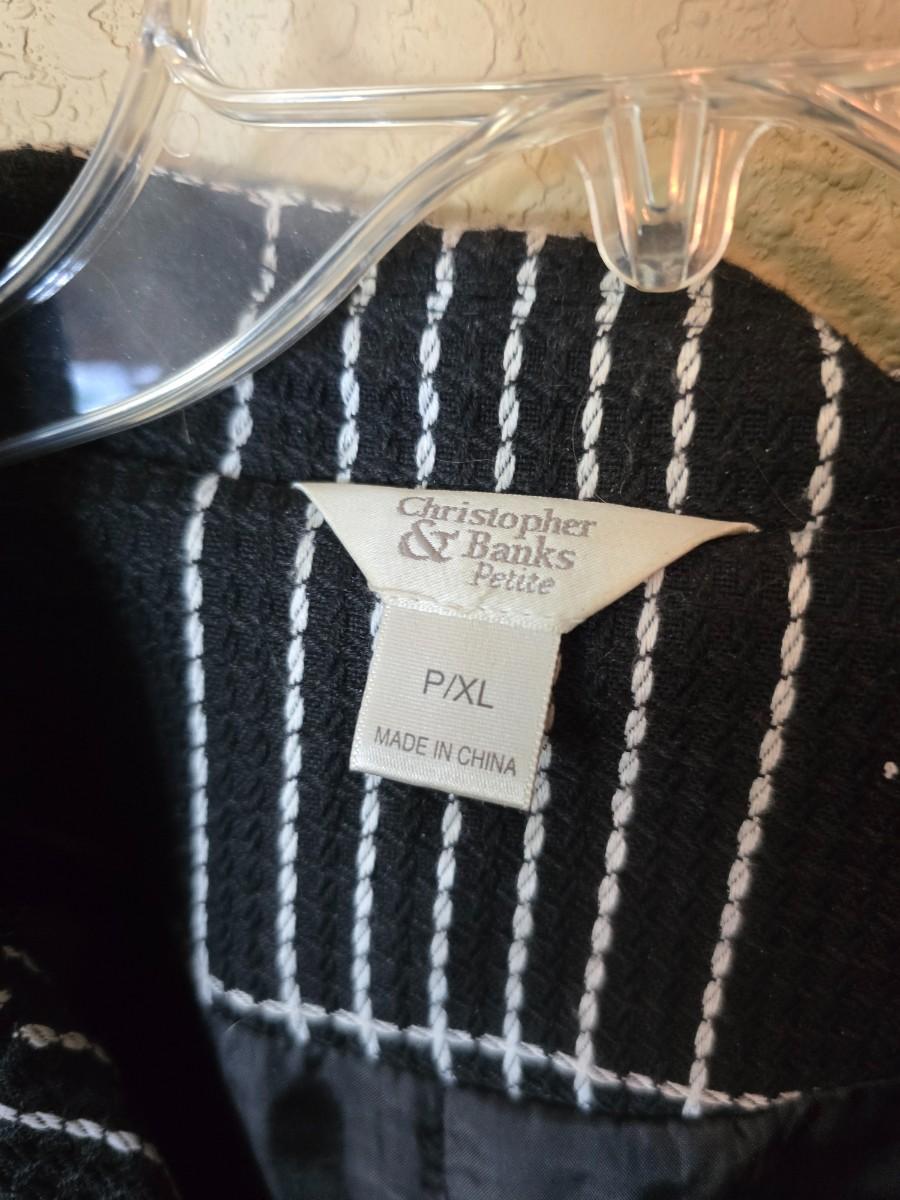 Christopher
& Banks
Petite
P/XL
MADE IN CHINA